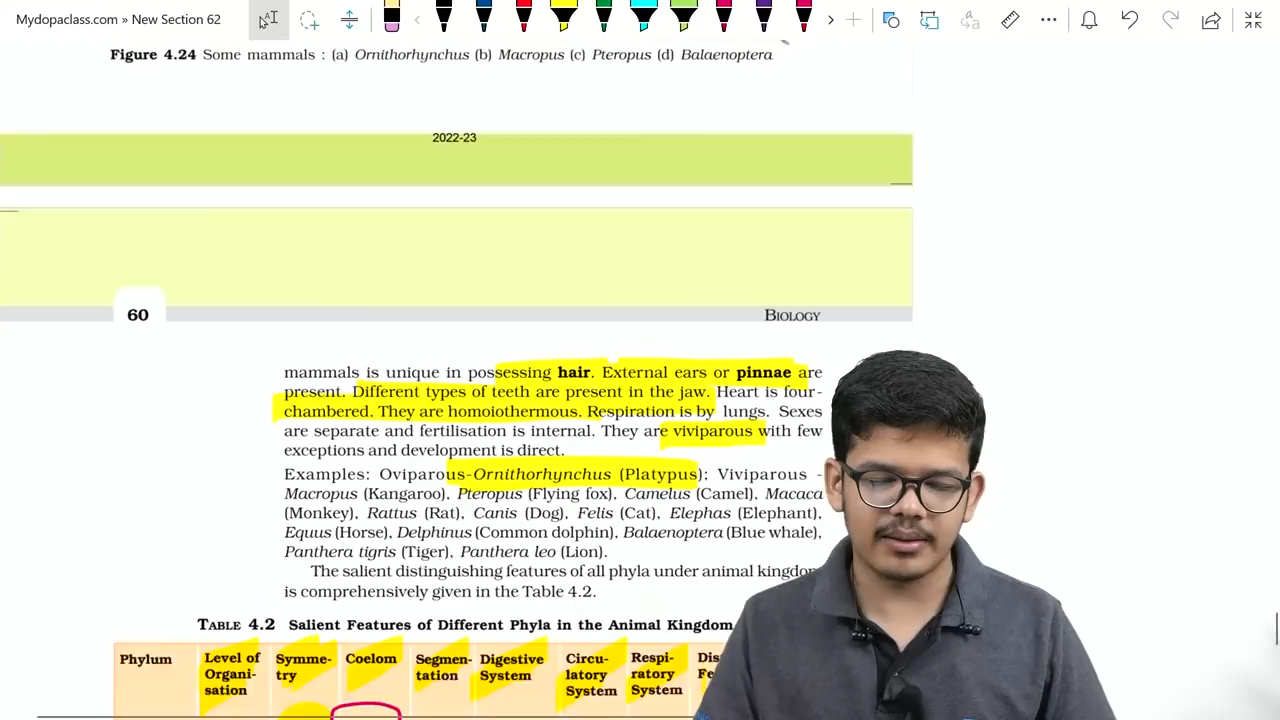 Mydopaclass.com » New Section 62
Figure 4.24 Some mammals : (a) Ornithorhynchus (b) Macropus (c) Pteropus (d) Balaenoptera
2022-23
60
BIOLOGY
mammals is unique in possessing hair. External ears or pinnae are
present. Different types of teeth are present in the jaw. Heart is four-
chambered. They are homoiothermous. Respiration is by lungs. Sexes
are separate and fertilisation is internal. They are viviparous with few
exceptions and development is direct.
Examples: Oviparous-Ornithorhynchus (Platypus); Viviparous -
Macropus (Kangaroo), Pteropus (Flying fox), Camelus (Camel), Macaca
(Monkey), Rattus (Rat), Canis (Dog), Felis (Cat), Elephas (Elephant),
Equus (Horse), Delphinus (Common dolphin), Balaenoptera (Blue whale),
Panthera tigris (Tiger), Panthera leo (Lion).
The salient distinguishing features of all phyla under animal
is comprehensively given in the Table 4.2.
TABLE 4.2 Salient Features of Different Phyla in the Animal Kingdom
Phylum
Level of
Organi-
sation
Symme-
try
Coelom
Segmen-
tation
Digestive
System
Circu-
latory
System
Respi-
ratory
System